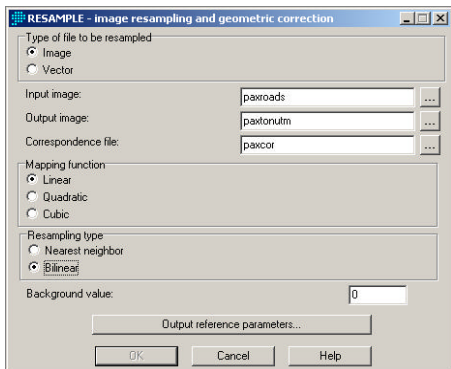 RESAMPLE - image resampling and geometric correction
Type of file to be resampled
Image
Vector
Input image: paxroads ...
Output image: paxtonutm ...
Correspondence file: paxcor ...
Mapping function
Linear
Quadratic
Cubic
Resampling type
Nearest neighbor
Bilinear
Background value: 0
Output reference parameters...
OK Cancel Help